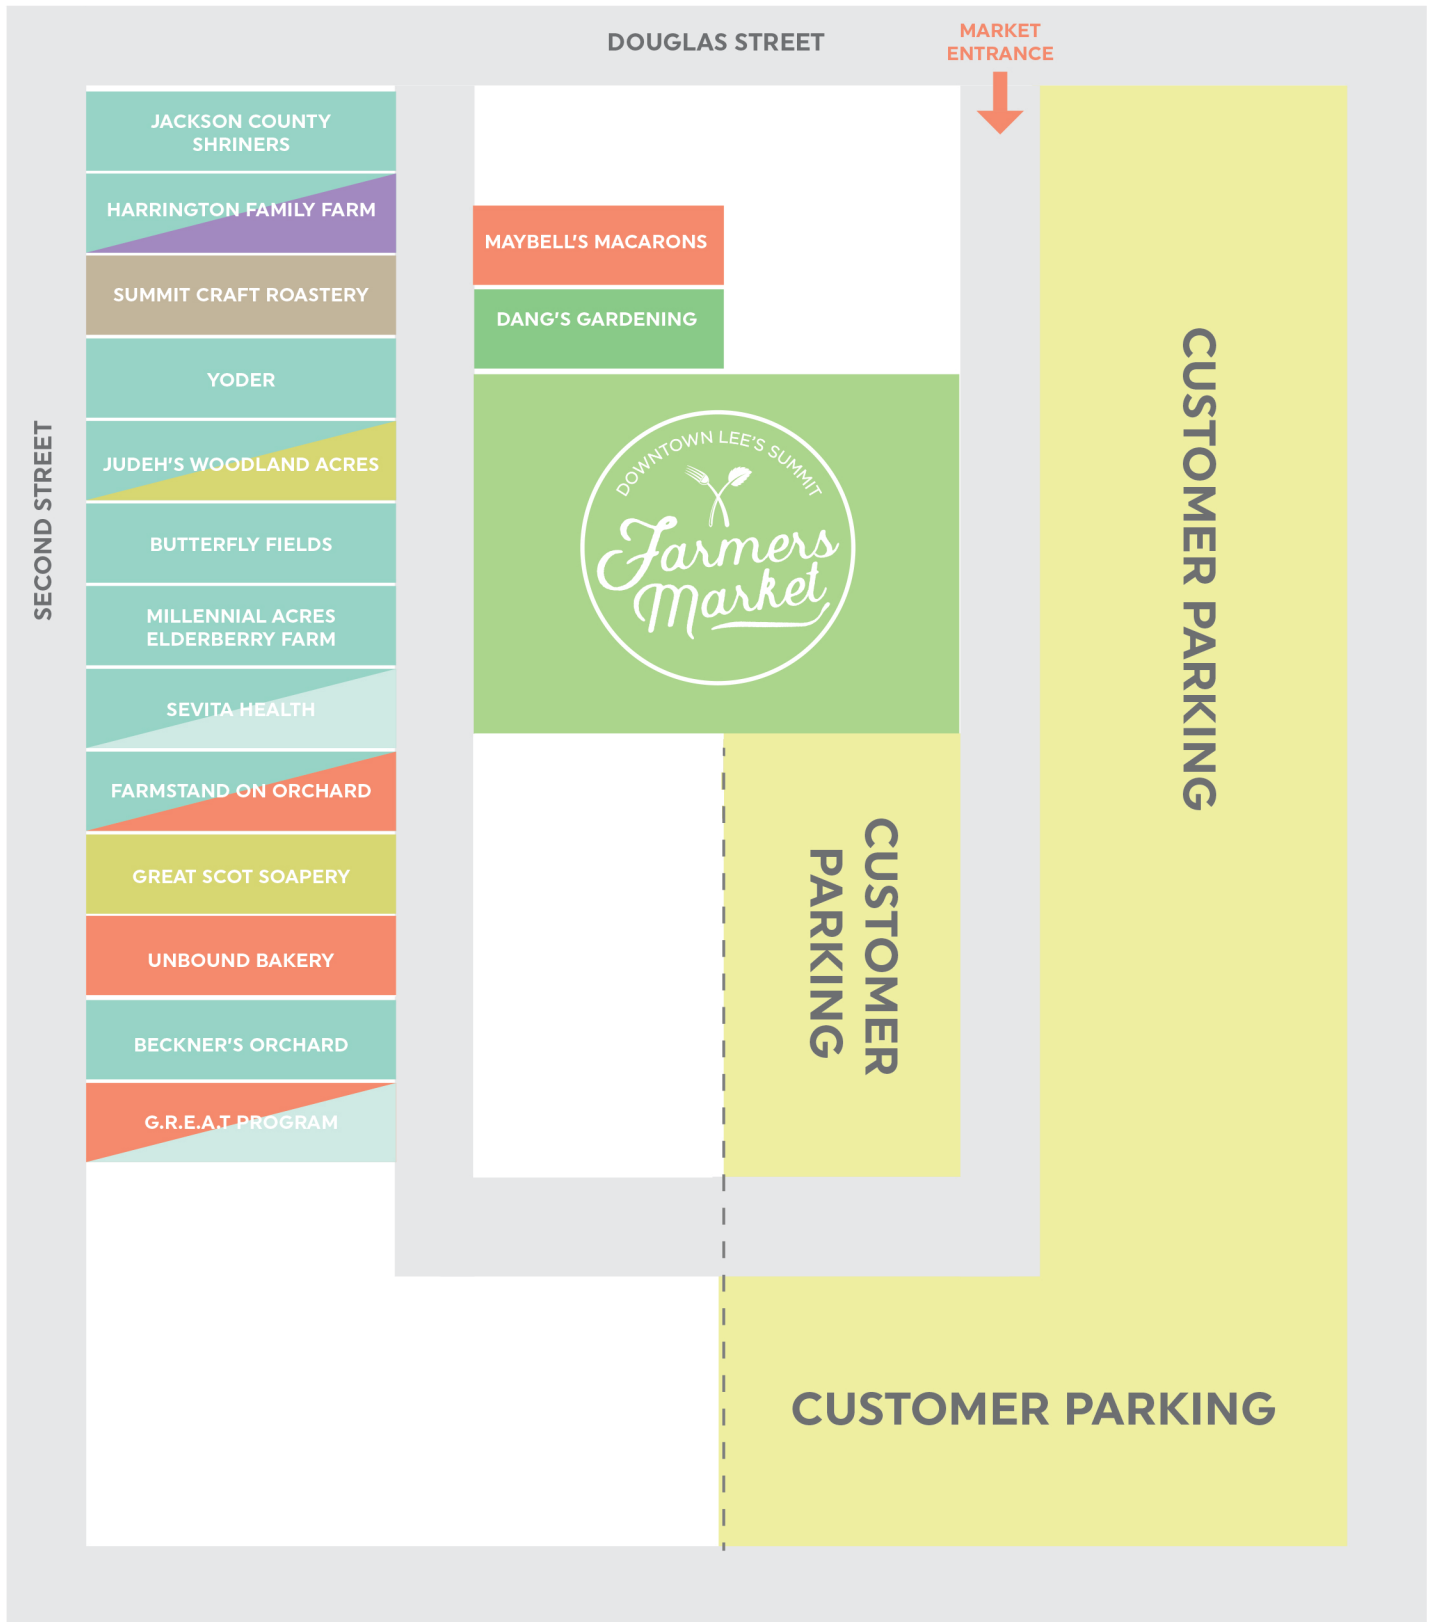 DOUGLAS STREET
MARKET
ENTRANCE
SECOND STREET
JACKSON COUNTY
SHRINERS
HARRINGTON FAMILY FARM
SUMMIT CRAFT ROASTERY
YODER
JUDEH'S WOODLAND ACRES
BUTTERFLY FIELDS
MILLENNIAL ACRES
ELDERBERRY FARM
SEVITA HEALTH
FARMSTAND ON ORCHARD
GREAT SCOT SOAPERY
UNBOUND BAKERY
BECKNER'S ORCHARD
G.R.E.A.T PROGRAM
MAYBELL'S MACARONS
DANG'S GARDENING
DOWNTOWN LEE'S SUMMIT
Farmers
Market
CUSTOMER
PARKING
CUSTOMER PARKING
CUSTOMER PARKING